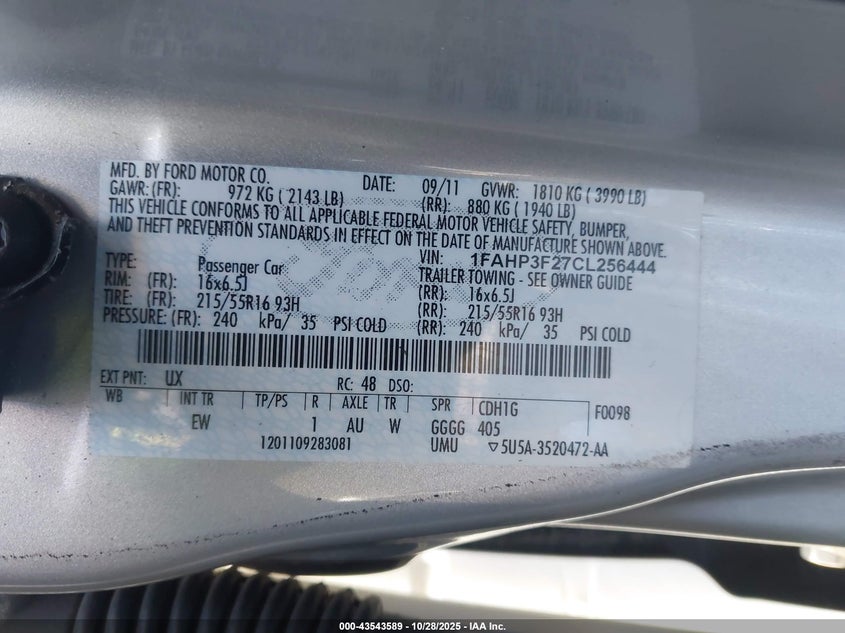 MFD. BY FORD MOTOR CO. DATE: 09/11 GVWR: 1810 KG ( 3990 LB)
GAWR: (FR): 972 KG ( 2143 LB) (RR): 880 KG ( 1940 LB)
THIS VEHICLE CONFORMS TO ALL APPLICABLE FEDERAL MOTOR VEHICLE SAFETY, BUMPER,
AND THEFT PREVENTION STANDARDS IN EFFECT ON THE DATE OF MANUFACTURE SHOWN ABOVE.
VIN: 1FAHP3F27CL256444
TYPE: Passenger Car TRAILER TOWING - SEE OWNER GUIDE
RIM: (FR): 16x6.5J (RR): 16x6.5J
TIRE: (FR): 215/55R16 93H (RR): 215/55R16 93H
PRESSURE: (FR): 240 kPa/ 35 PSI COLD (RR): 240 kPa/ 35 PSI COLD
EXT PNT: UX RC: 48 DSO:
WB INT TR TP/PS R AXLE TR SPR CDH1G F0098
EW 1 AU W GGGG 405
1201109283081 UMU ▽5U5A-3520472-AA
000-43543589 - 10/28/2025 - IAA Inc.